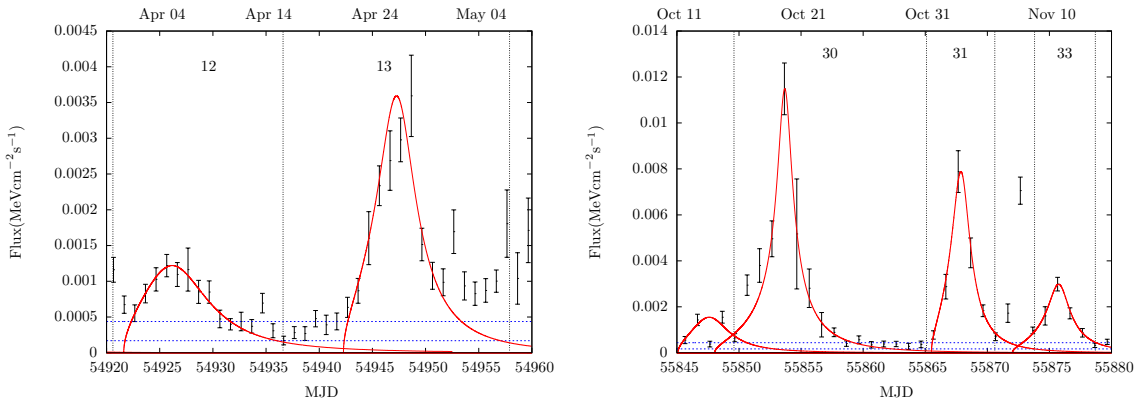 Apr 04 Apr 14 Apr 24 May 04
0.0045
0.004
0.0035
0.003
0.0025
0.002
0.0015
0.001
0.0005
0
Flux(MeVcm−2s−1)
12 13
54920 54925 54930 54935 54940 54945 54950 54955 54960
MJD
Oct 11 Oct 21 Oct 31 Nov 10
0.014
0.012
0.01
0.008
0.006
0.004
0.002
0
Flux(MeVcm−2s−1)
30 31 33
55845 55850 55855 55860 55865 55870 55875 55880
MJD